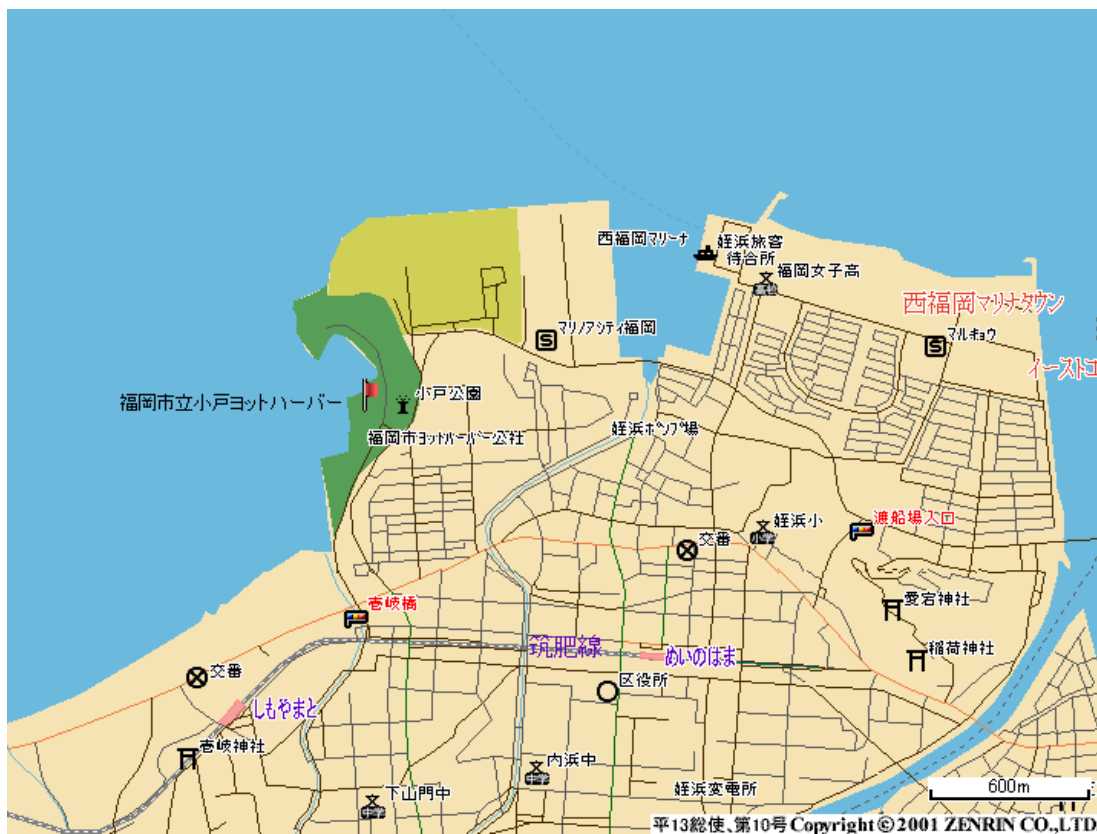 西福岡マリーナ
姪浜旅客
待合所
福岡女子高
高校
西福岡マリナタウン
マリノアシティ福岡
マルキョウ
イーストコ
福岡市立小戸ヨットハーバー
小戸公園
福岡市ヨットハーバー公社
姪浜ポンプ場
渡船場入口
姪浜小
小学
交番
壱岐橋
愛宕神社
筑肥線
めいのはま
稲荷神社
交番
区役所
しもやまと
壱岐神社
内浜中
中学
下山門中
中学
姪浜変電所
600m
平13総使、第10号 Copyright © 2001 ZENRIN CO.,LTD